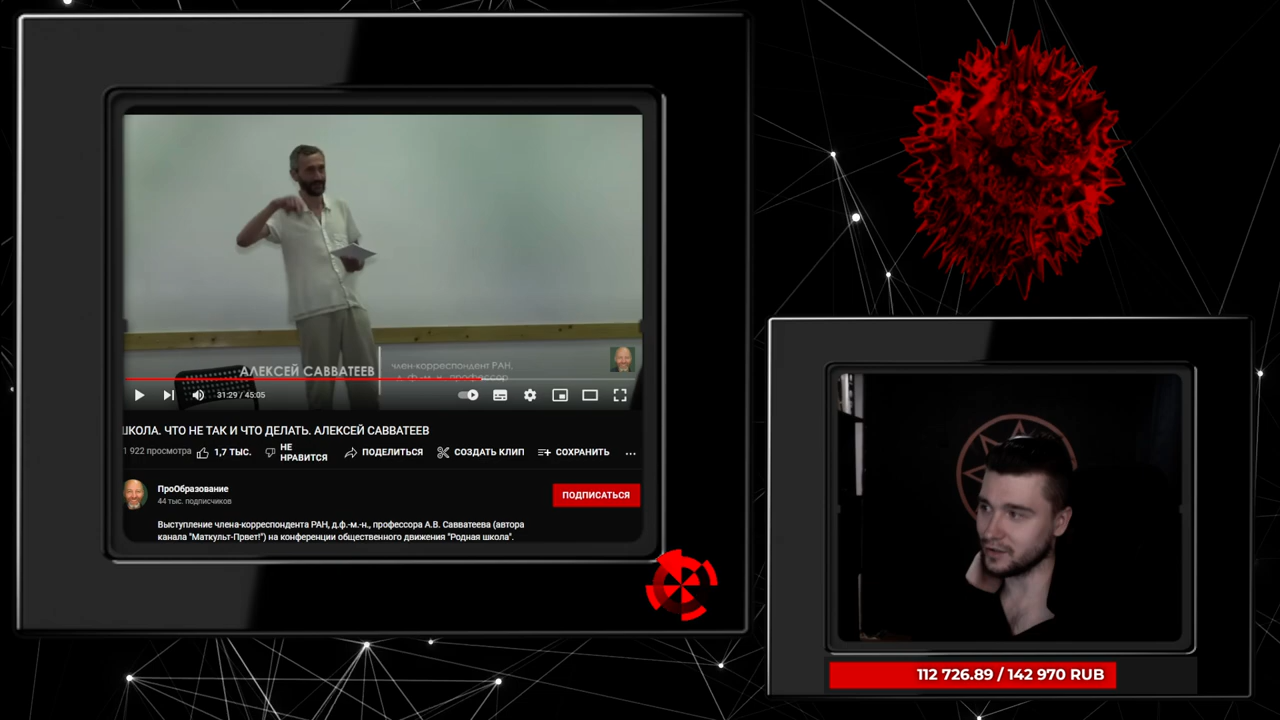 АЛЕКСЕЙ САВВАТЕЕВ
член-корреспондент РАН,
д.ф.-м.н., профессор
31:29 / 45:05
ШКОЛА. ЧТО НЕ ТАК И ЧТО ДЕЛАТЬ. АЛЕКСЕЙ САВВАТЕЕВ
1 922 просмотра
1,7 ТЫС.
НЕ
НРАВИТСЯ
ПОДЕЛИТЬСЯ
СОЗДАТЬ КЛИП
СОХРАНИТЬ
ПроОбразование
44 тыс. подписчиков
ПОДПИСАТЬСЯ
Выступление члена-корреспондента РАН, д.ф.-м.-н., профессора А.В. Савватеева (автора
канала "Маткульт-Првет!") на конференции общественного движения "Родная школа".
112 726.89 / 142 970 RUB